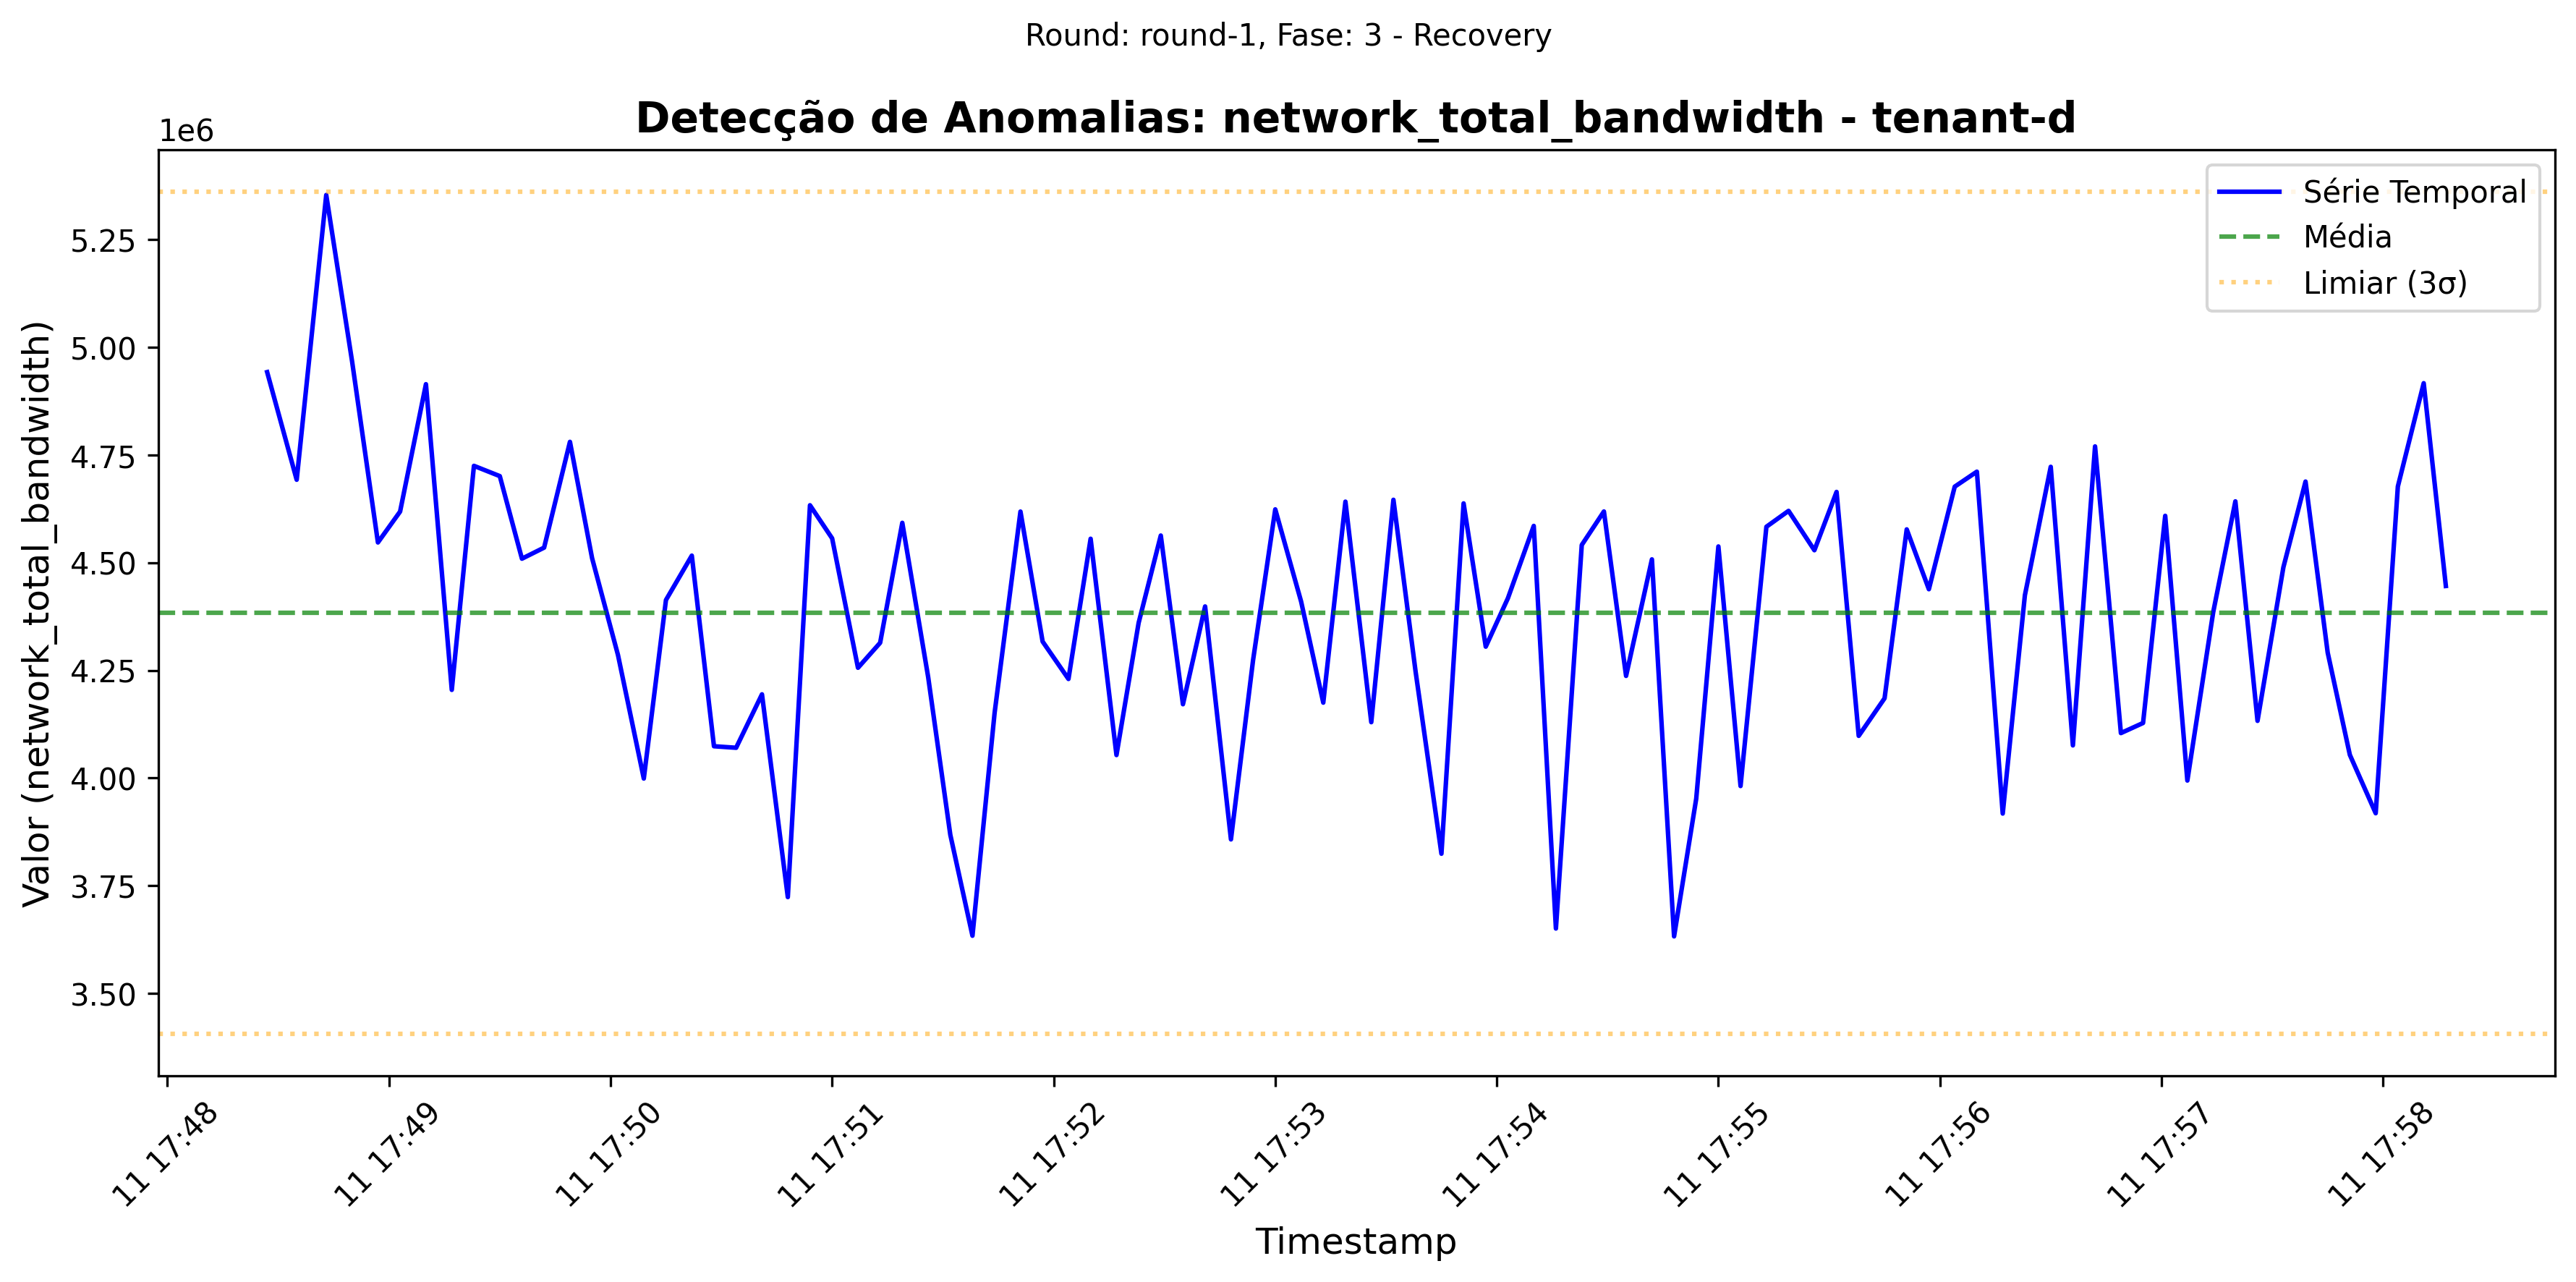 Round: round-1, Fase: 3 - Recovery
Detecção de Anomalias: network_total_bandwidth - tenant-d
1e6
Série Temporal
Média
Limiar (3σ)
Valor (network_total_bandwidth)
5.25
5.00
4.75
4.50
4.25
4.00
3.75
3.50
11 17:48
11 17:49
11 17:50
11 17:51
11 17:52
11 17:53
11 17:54
11 17:55
11 17:56
11 17:57
11 17:58
Timestamp